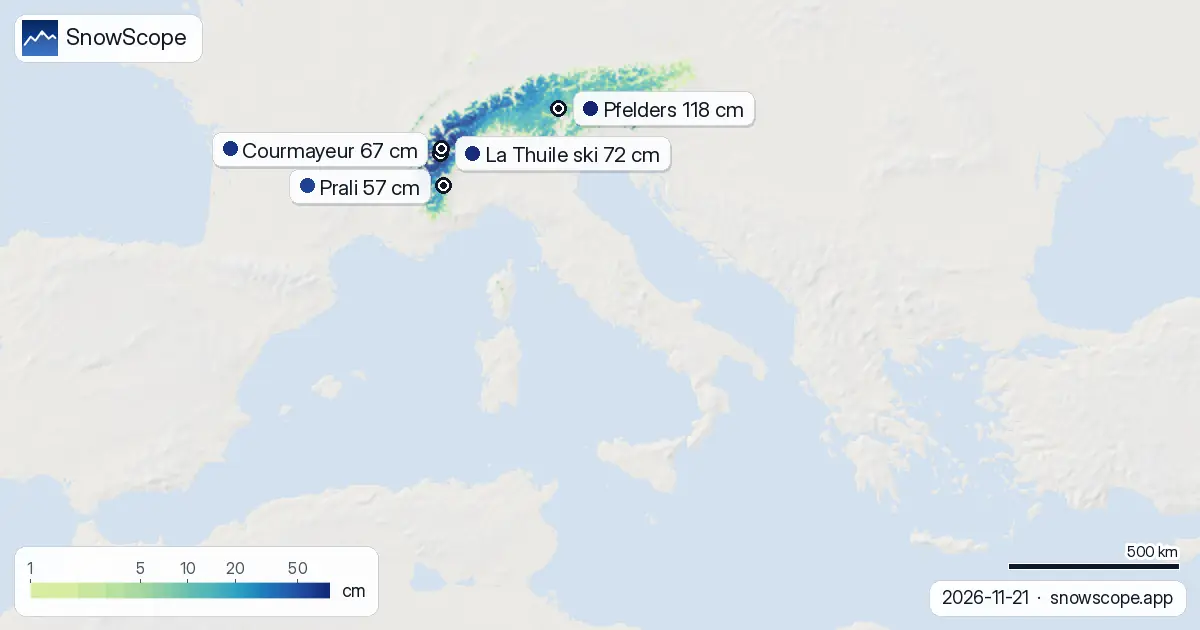 SnowScope
Pfelders 118 cm
Courmayeur 67 cm
La Thuile ski 72 cm
Prali 57 cm
1 5 10 20 50
cm
500 km
2026-11-21 · snowscope.app